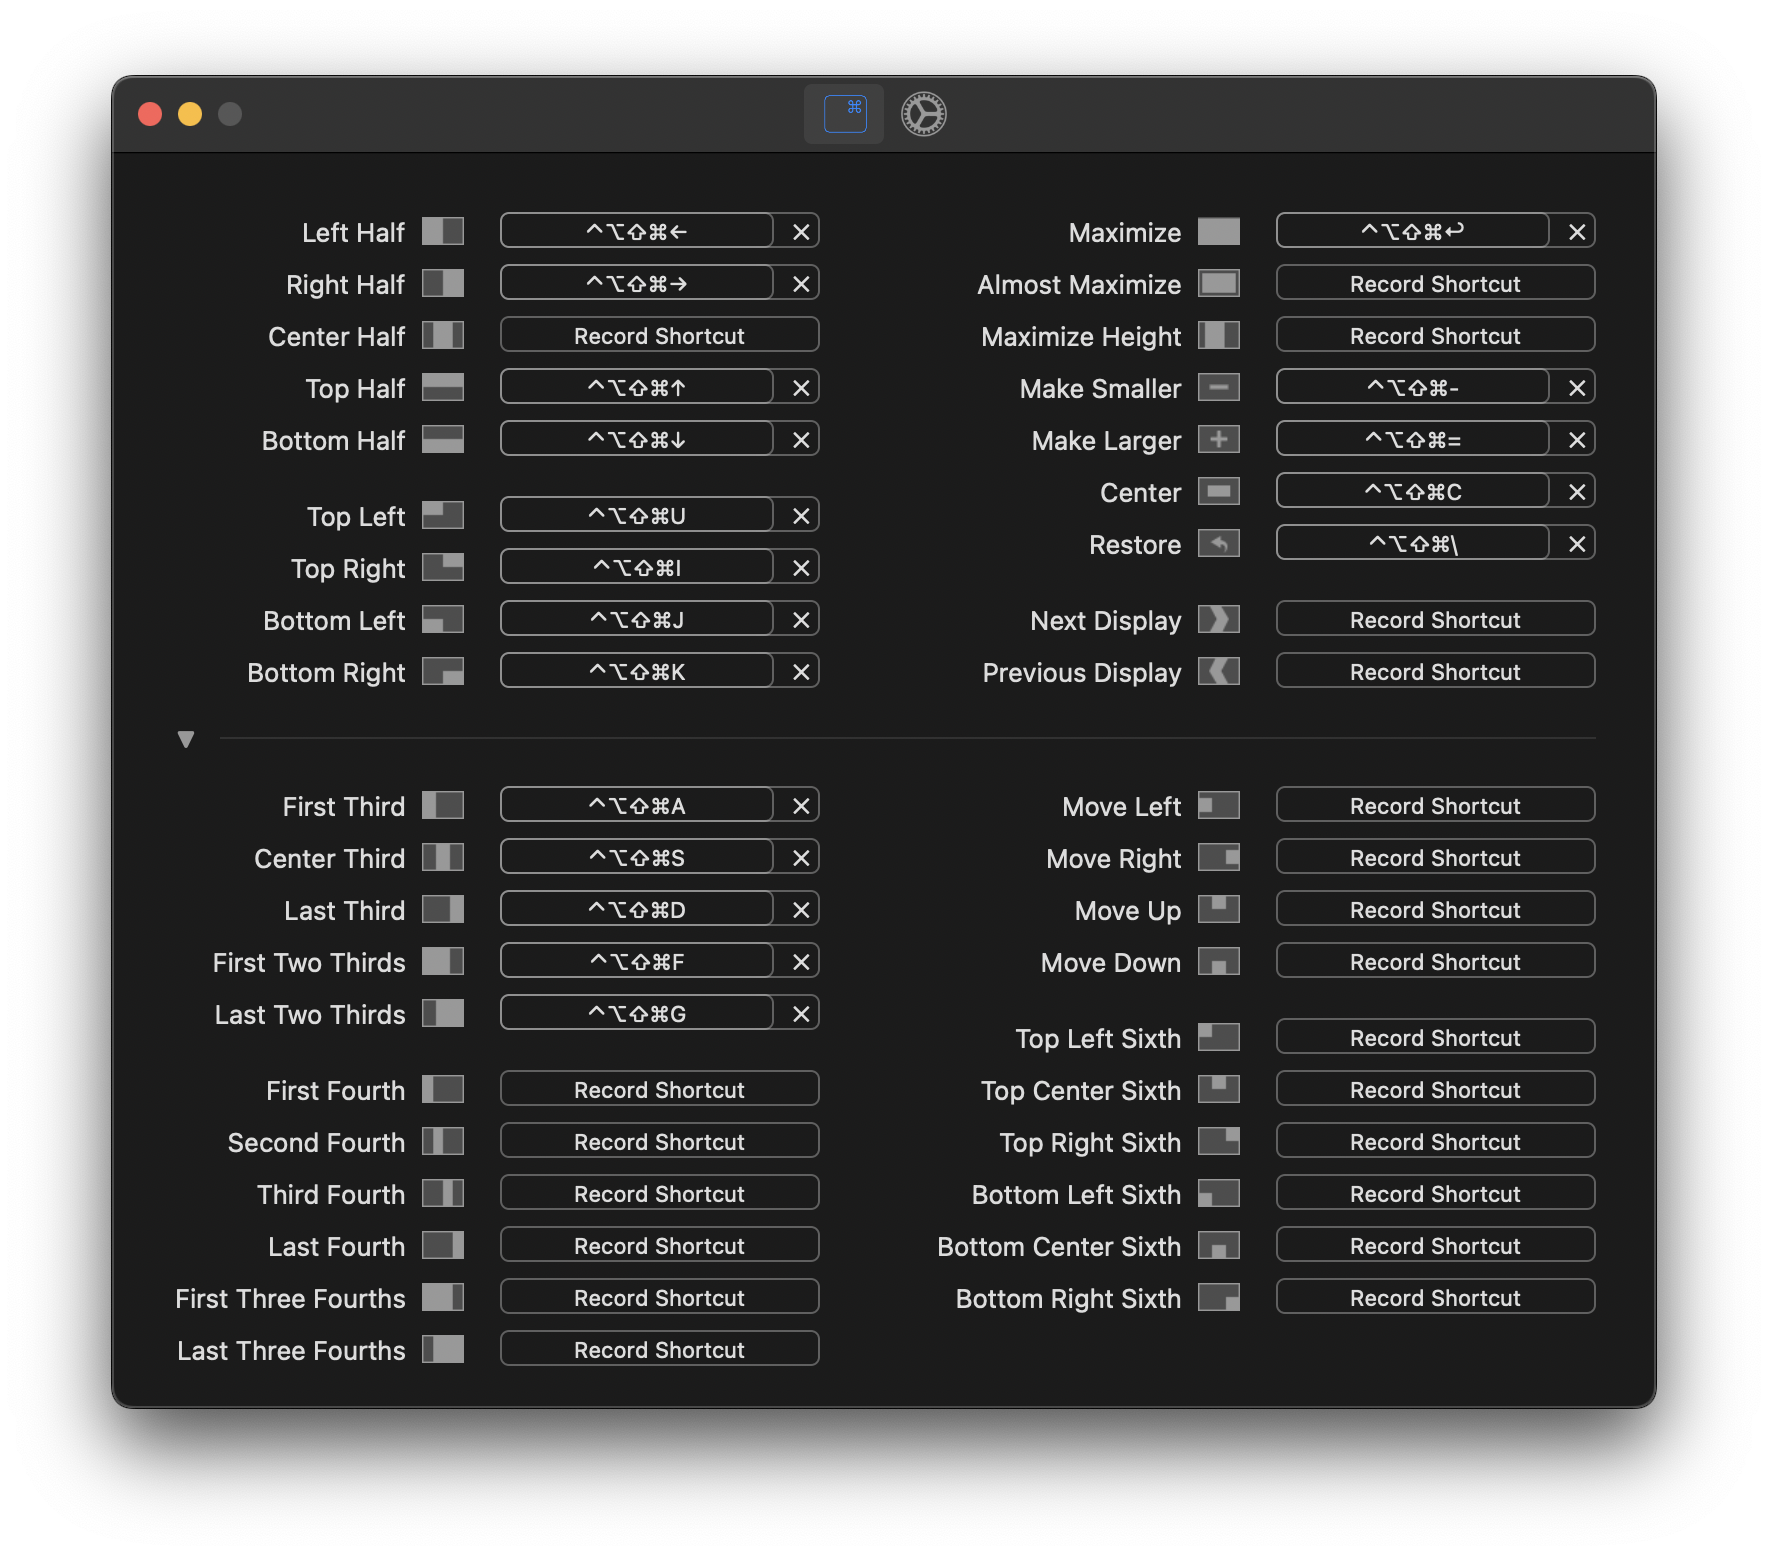 ⌘
Left Half ^⌥⇧⌘←
Right Half ^⌥⇧⌘→
Center Half Record Shortcut
Top Half ^⌥⇧⌘↑
Bottom Half ^⌥⇧⌘↓
Top Left ^⌥⇧⌘U
Top Right ^⌥⇧⌘I
Bottom Left ^⌥⇧⌘J
Bottom Right ^⌥⇧⌘K
Maximize ^⌥⇧⌘↩
Almost Maximize Record Shortcut
Maximize Height Record Shortcut
Make Smaller ^⌥⇧⌘-
Make Larger ^⌥⇧⌘=
Center ^⌥⇧⌘C
Restore ^⌥⇧⌘\
Next Display Record Shortcut
Previous Display Record Shortcut
First Third ^⌥⇧⌘A
Center Third ^⌥⇧⌘S
Last Third ^⌥⇧⌘D
First Two Thirds ^⌥⇧⌘F
Last Two Thirds ^⌥⇧⌘G
First Fourth Record Shortcut
Second Fourth Record Shortcut
Third Fourth Record Shortcut
Last Fourth Record Shortcut
First Three Fourths Record Shortcut
Last Three Fourths Record Shortcut
Move Left Record Shortcut
Move Right Record Shortcut
Move Up Record Shortcut
Move Down Record Shortcut
Top Left Sixth Record Shortcut
Top Center Sixth Record Shortcut
Top Right Sixth Record Shortcut
Bottom Left Sixth Record Shortcut
Bottom Center Sixth Record Shortcut
Bottom Right Sixth Record Shortcut